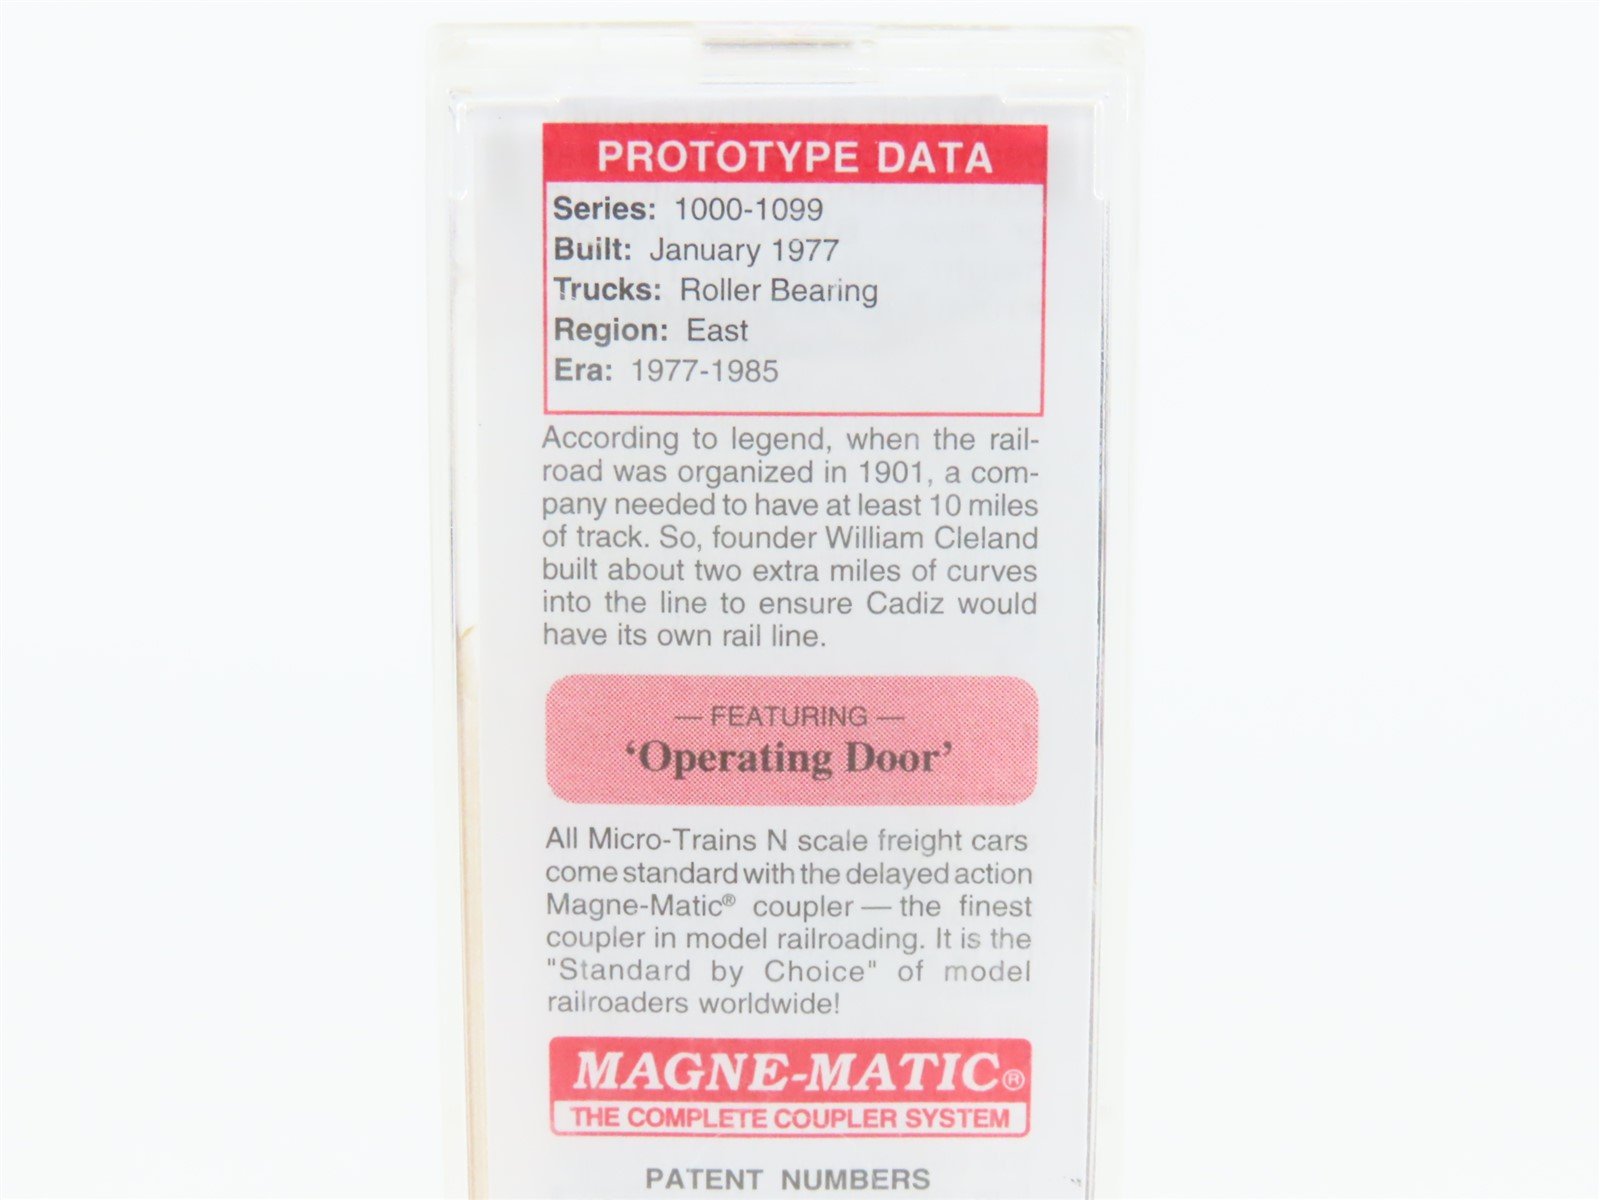 PROTOTYPE DATA
Series: 1000-1099
Built: January 1977
Trucks: Roller Bearing
Region: East
Era: 1977-1985
According to legend, when the rail-
road was organized in 1901, a com-
pany needed to have at least 10 miles
of track. So, founder William Cleland
built about two extra miles of curves
into the line to ensure Cadiz would
have its own rail line.
— FEATURING —
‘Operating Door’
All Micro-Trains N scale freight cars
come standard with the delayed action
Magne-Matic® coupler — the finest
coupler in model railroading. It is the
"Standard by Choice" of model
railroaders worldwide!
MAGNE-MATIC®
THE COMPLETE COUPLER SYSTEM
PATENT NUMBERS